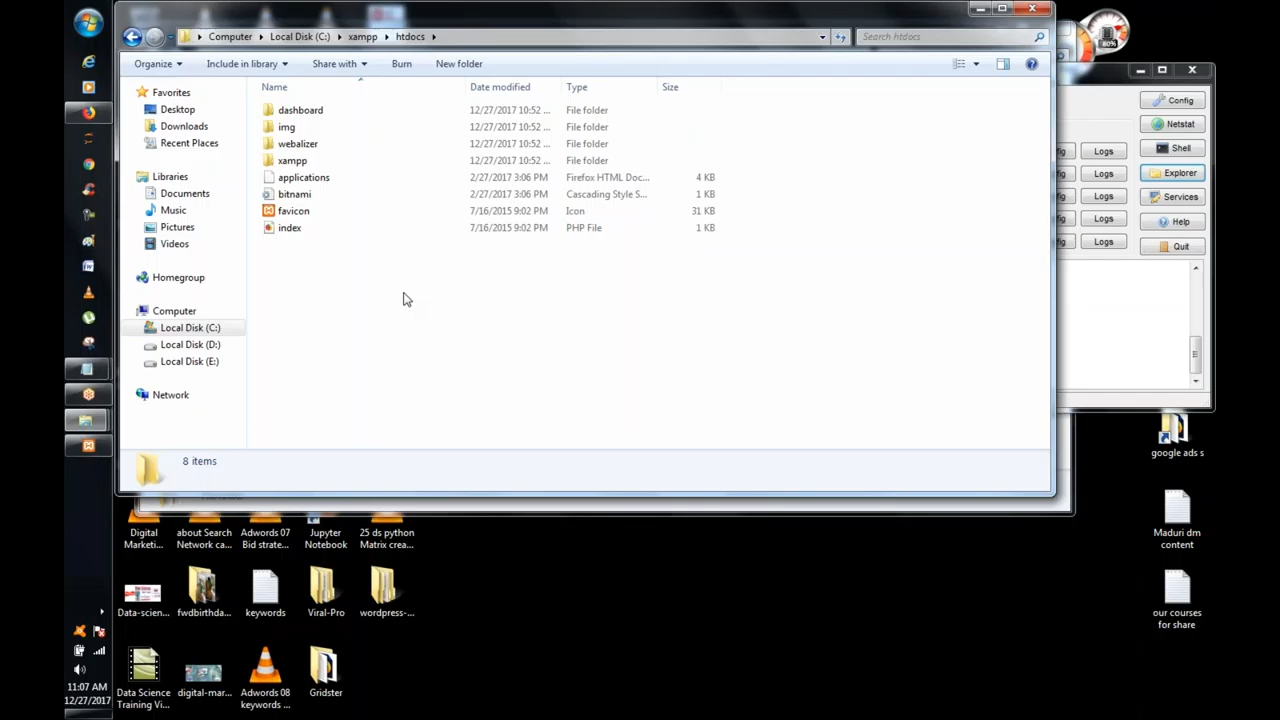 Computer ▸ Local Disk (C:) ▸ xampp ▸ htdocs ▸
Search htdocs
Organize
Include in library
Share with
Burn
New folder
Name
Date modified
Type
Size
Favorites
Desktop
Downloads
Recent Places
Libraries
Documents
Music
Pictures
Videos
Homegroup
Computer
Local Disk (C:)
Local Disk (D:)
Local Disk (E:)
Network
dashboard 12/27/2017 10:52 ... File folder
img 12/27/2017 10:52 ... File folder
webalizer 12/27/2017 10:52 ... File folder
xampp 12/27/2017 10:52 ... File folder
applications 2/27/2017 3:06 PM Firefox HTML Doc... 4 KB
bitnami 2/27/2017 3:06 PM Cascading Style S... 1 KB
favicon 7/16/2015 9:02 PM Icon 31 KB
index 7/16/2015 9:02 PM PHP File 1 KB
8 items
80%
Config
Netstat
Logs
Shell
Logs
Explorer
Logs
Services
Logs
Help
Logs
Quit
google ads s
Maduri dm
content
our courses
for share
Digital
Marketi...
about Search
Network ca...
Adwords 07
Bid strate...
Jupyter
Notebook
25 ds python
Matrix crea...
Data-scien...
fwdbirthda...
keywords
Viral-Pro
wordpress-...
Data Science
Training Vi...
digital-mar...
Adwords 08
keywords ...
Gridster
11:07 AM
12/27/2017